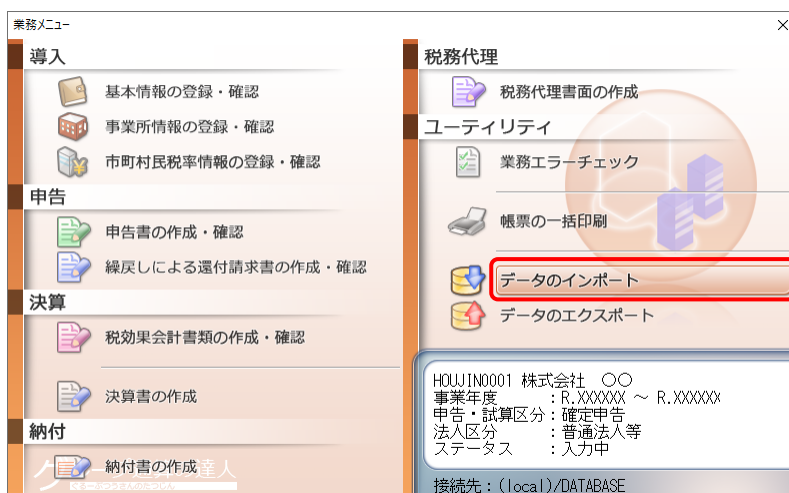 業務メニュー
導入
基本情報の登録・確認
事業所情報の登録・確認
市町村民税率情報の登録・確認
申告
申告書の作成・確認
繰戻しによる還付請求書の作成・確認
決算
税効果会計書類の作成・確認
決算書の作成
納付
納付書の作成
税務代理
税務代理書面の作成
ユーティリティ
業務エラーチェック
帳票の一括印刷
データのインポート
データのエクスポート
HOUJIN0001 株式会社 〇〇
事業年度 :R.XXXXXX ～ R.XXXXXX
申告・試算区分:確定申告
法人区分 :普通法人等
ステータス :入力中
接続先:(local)/DATABASE